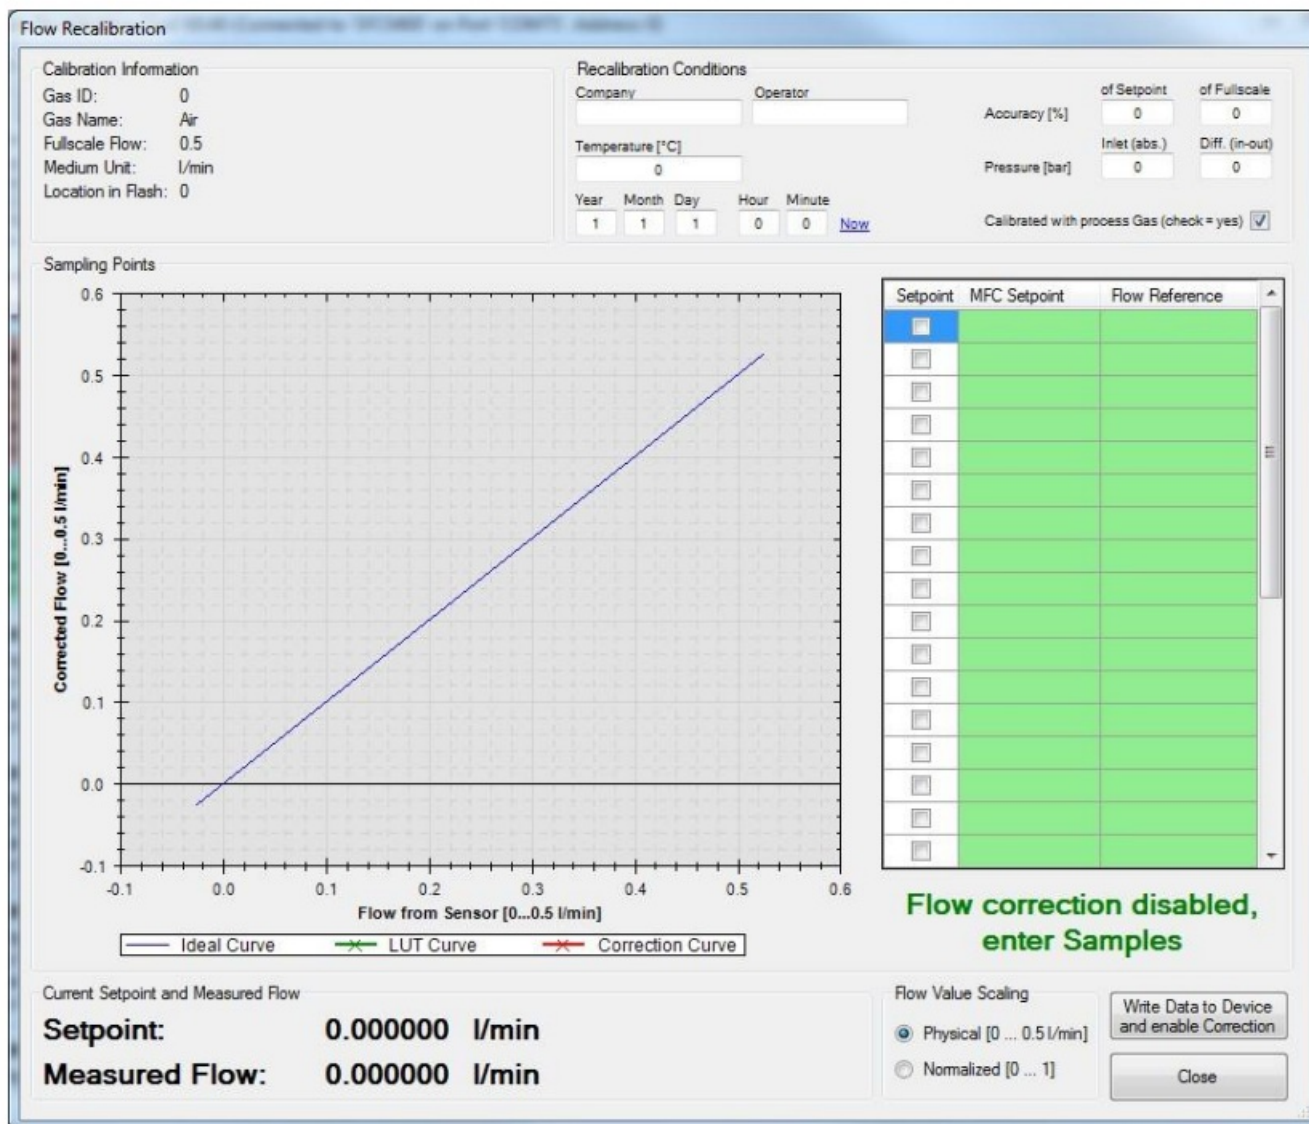 Flow Recalibration
Calibration Information
Gas ID: 0
Gas Name: Air
Fullscale Flow: 0.5
Medium Unit: l/min
Location in Flash: 0
Recalibration Conditions
Company Operator
Temperature [°C]
0
Year Month Day Hour Minute
1 1 1 0 0 Now
of Setpoint of Fullscale
Accuracy [%] 0 0
Inlet (abs.) Diff. (in-out)
Pressure [bar] 0 0
Calibrated with process Gas (check = yes)
Sampling Points
Corrected Flow [0...0.5 l/min]
0.6
0.5
0.4
0.3
0.2
0.1
0.0
-0.1
-0.1 0.0 0.1 0.2 0.3 0.4 0.5 0.6
Flow from Sensor [0...0.5 l/min]
Ideal Curve LUT Curve Correction Curve
Setpoint MFC Setpoint Flow Reference
Flow correction disabled,
enter Samples
Current Setpoint and Measured Flow
Setpoint: 0.000000 l/min
Measured Flow: 0.000000 l/min
Flow Value Scaling
Physical [0 ... 0.5 l/min]
Normalized [0 ... 1]
Write Data to Device
and enable Correction
Close